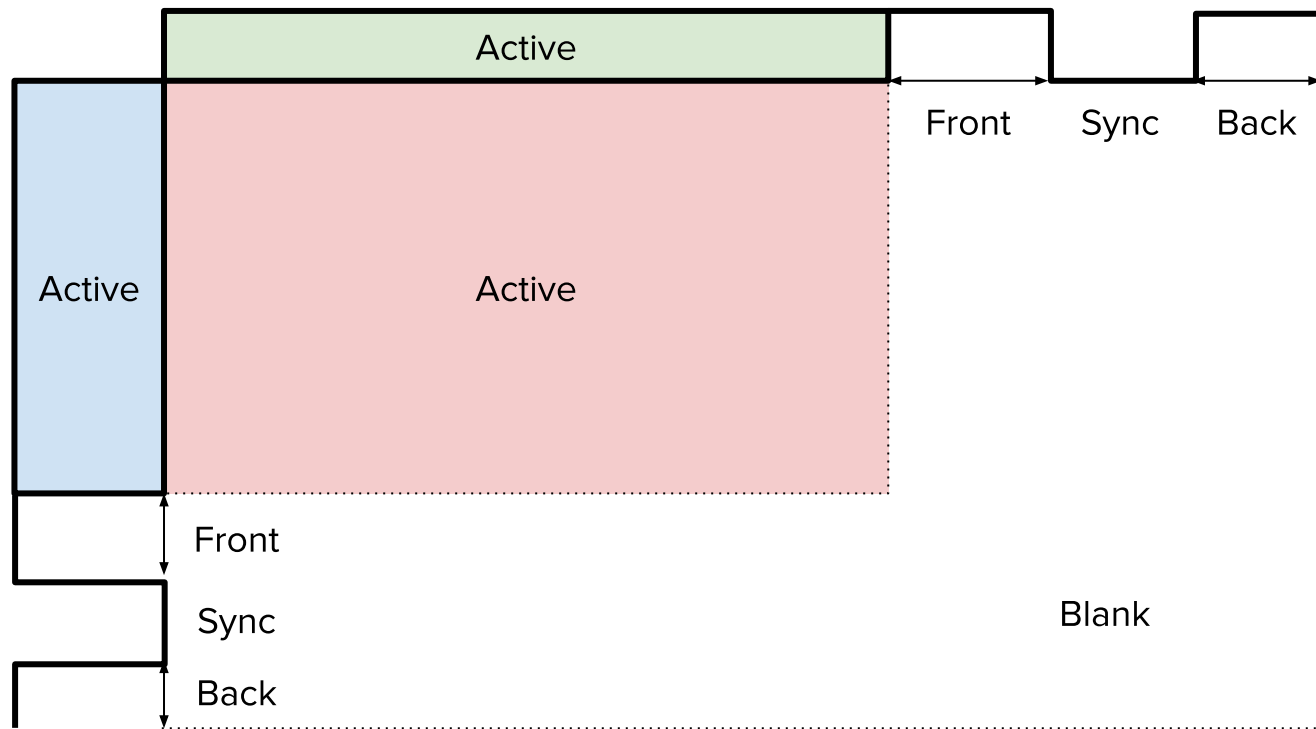 Active
Front
Sync
Back
Active
Active
Front
Sync
Blank
Back